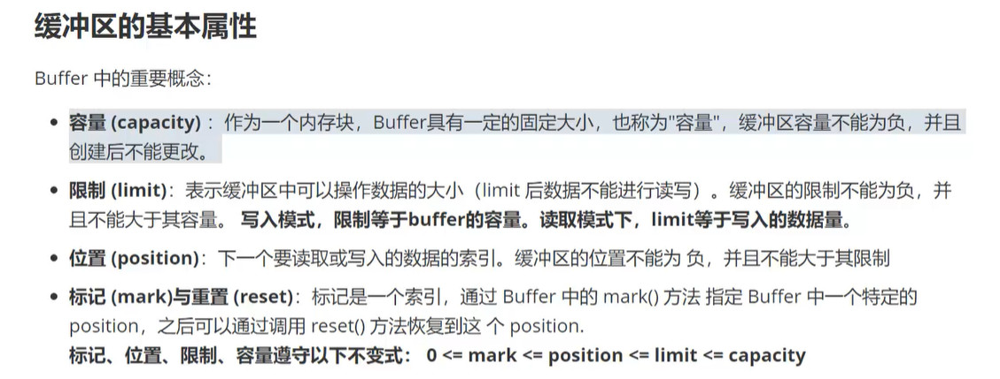 缓冲区的基本属性
Buffer 中的重要概念：
容量 (capacity) ：作为一个内存块，Buffer具有一定的固定大小，也称为"容量"，缓冲区容量不能为负，并且
创建后不能更改。
限制 (limit)：表示缓冲区中可以操作数据的大小（limit 后数据不能进行读写）。缓冲区的限制不能为负，并
且不能大于其容量。 写入模式，限制等于buffer的容量。读取模式下，limit等于写入的数据量。
位置 (position)：下一个要读取或写入的数据的索引。缓冲区的位置不能为 负，并且不能大于其限制
标记 (mark)与重置 (reset)：标记是一个索引，通过 Buffer 中的 mark() 方法 指定 Buffer 中一个特定的
position，之后可以通过调用 reset() 方法恢复到这 个 position.
标记、位置、限制、容量遵守以下不变式： 0 <= mark <= position <= limit <= capacity